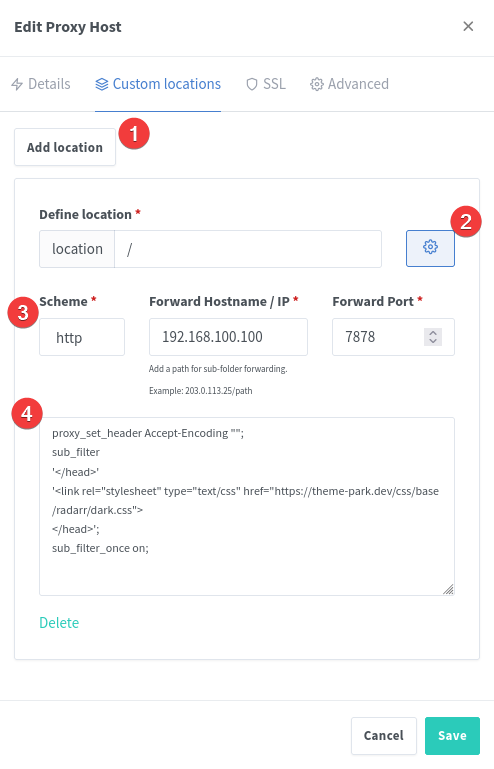 Edit Proxy Host ×
Details Custom locations SSL Advanced
1
Add location
Define location *
2
location /
3
Scheme * Forward Hostname / IP * Forward Port *
http 192.168.100.100 7878
Add a path for sub-folder forwarding.
Example: 203.0.113.25/path
4
proxy_set_header Accept-Encoding "";
sub_filter
'</head>'
'<link rel="stylesheet" type="text/css" href="https://theme-park.dev/css/base
/radarr/dark.css">
</head>';
sub_filter_once on;
Delete
Cancel Save